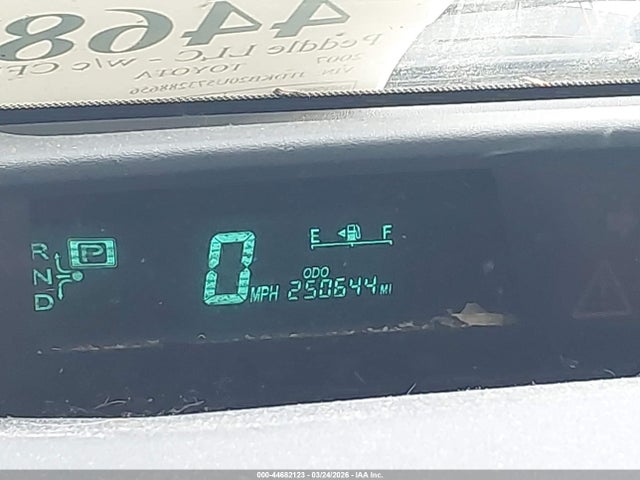 4468
Peddle LLC - w/c CF
2007
TOYOTA
R
P
N
D
0 MPH
E F
ODO
250644 MI
000-44682123 - 03/24/2026 - IAA Inc.